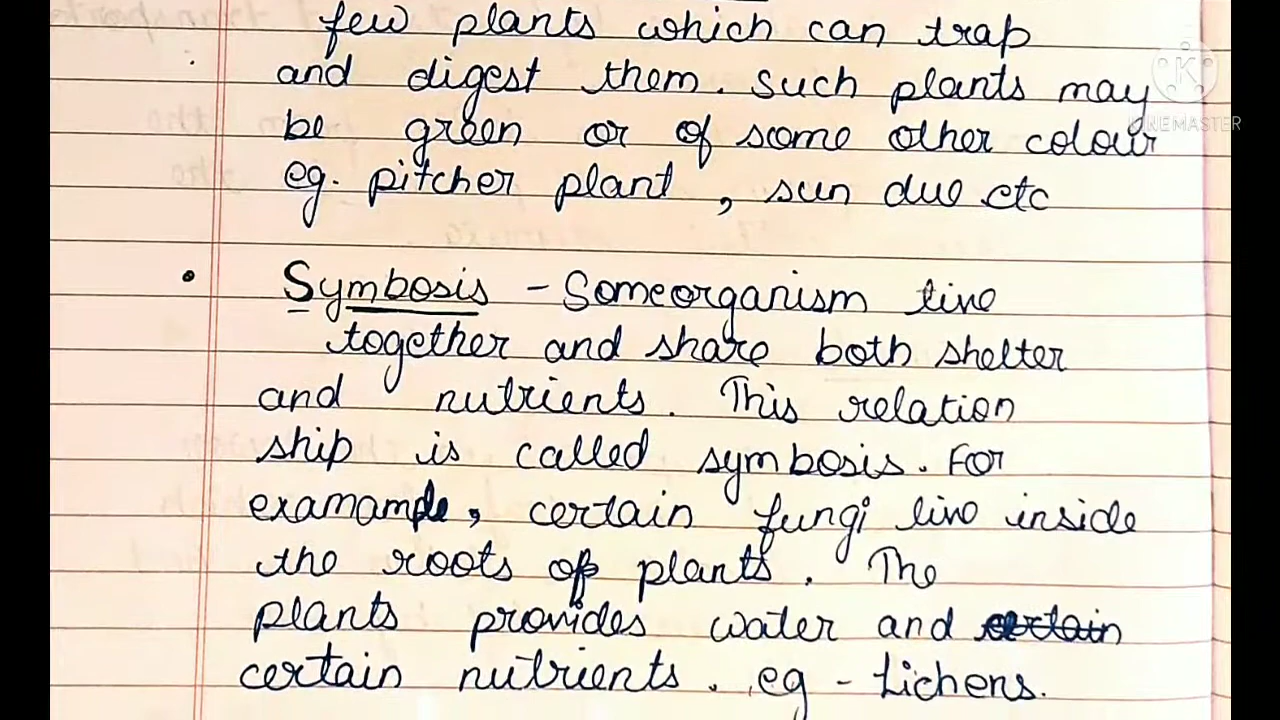 few plants which can trap
and digest them. Such plants may
be green or of some other colour
eg. pitcher plant, sun due etc
• Symbosis - Someorganism live
together and share both shelter
and nutrients. This relation
ship is called symbosis. For
examample, certain fungi live inside
the roots of plants. The
plants provides water and certain
certain nutrients. eg - Lichens.
KINEMASTER